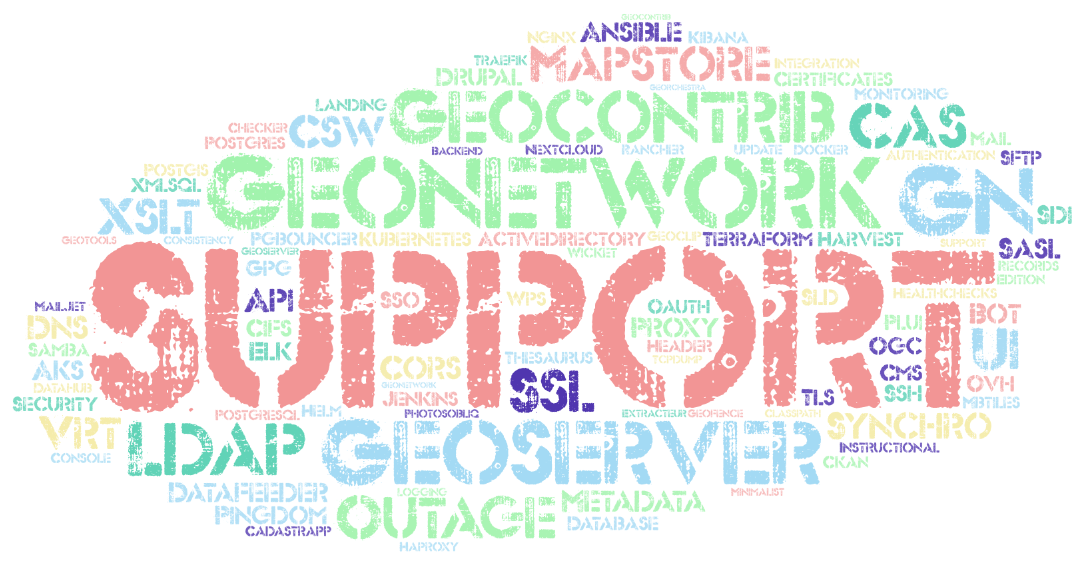 GEOCONTRIB
NGINX ANSIBLE KIBANA
TRAEFIK MAPSTORE INTEGRATION
DRUPAL GEORCHESTRA CERTIFICATES
LANDING GEOCONTRIB MONITORING
CHECKER CSW CAS MAIL
POSTGRES BACKEND NEXTCLOUD RANCHER UPDATE DOCKER AUTHENTICATION SFTP
POSTGIS GEONETWORK GN
XMLSQL
XSLT SDI
GEOTOOLS CONSISTENCY PGBOUNCER KUBERNETES ACTIVEDIRECTORY GEOCLIP TERRAFORM HARVEST SUPPORT SASL
GEOSERVER WICKET
SUPPORT
GPG RECORDS
EDITION
MAILJET API SSO WPS OAUTH SLD HEALTHCHECKS
DNS CIFS PROXY PLUI BOT
SAMBA ELK THESAURUS HEADER OGC UI
AKS CORS TCPDUMP CMS
DATAHUB GEONETWORK SSL SSH OVH
SECURITY JENKINS TLS MBTILES
POSTGRESQL HELM PHOTOSOBLIQ EXTRACTEUR GEOFENCE CLASSPATH
VRT LDAP GEOSERVER SYNCHRO
CONSOLE INSTRUCTIONAL
CKAN
DATAFEEDER LOGGING MINIMALIST
PINGDOM OUTAGE METADATA
CADASTRAPP DATABASE
HAPROXY